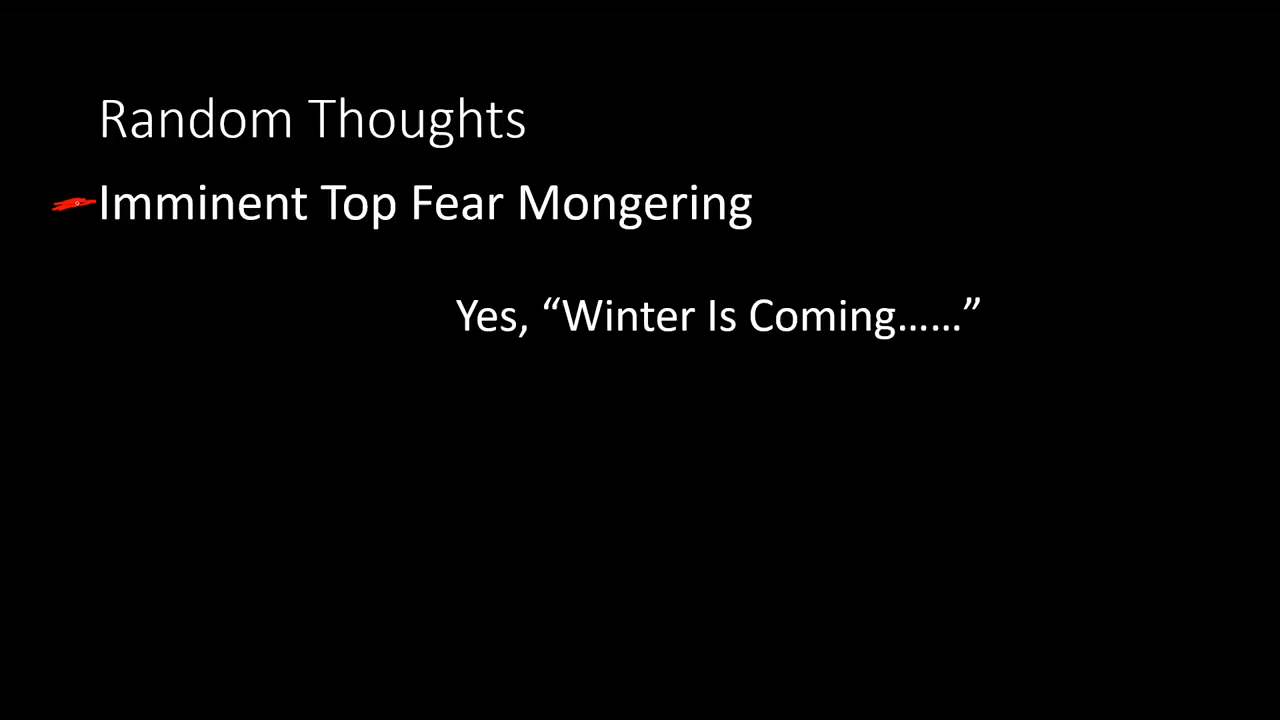 Random Thoughts
Imminent Top Fear Mongering
Yes, “Winter Is Coming……”